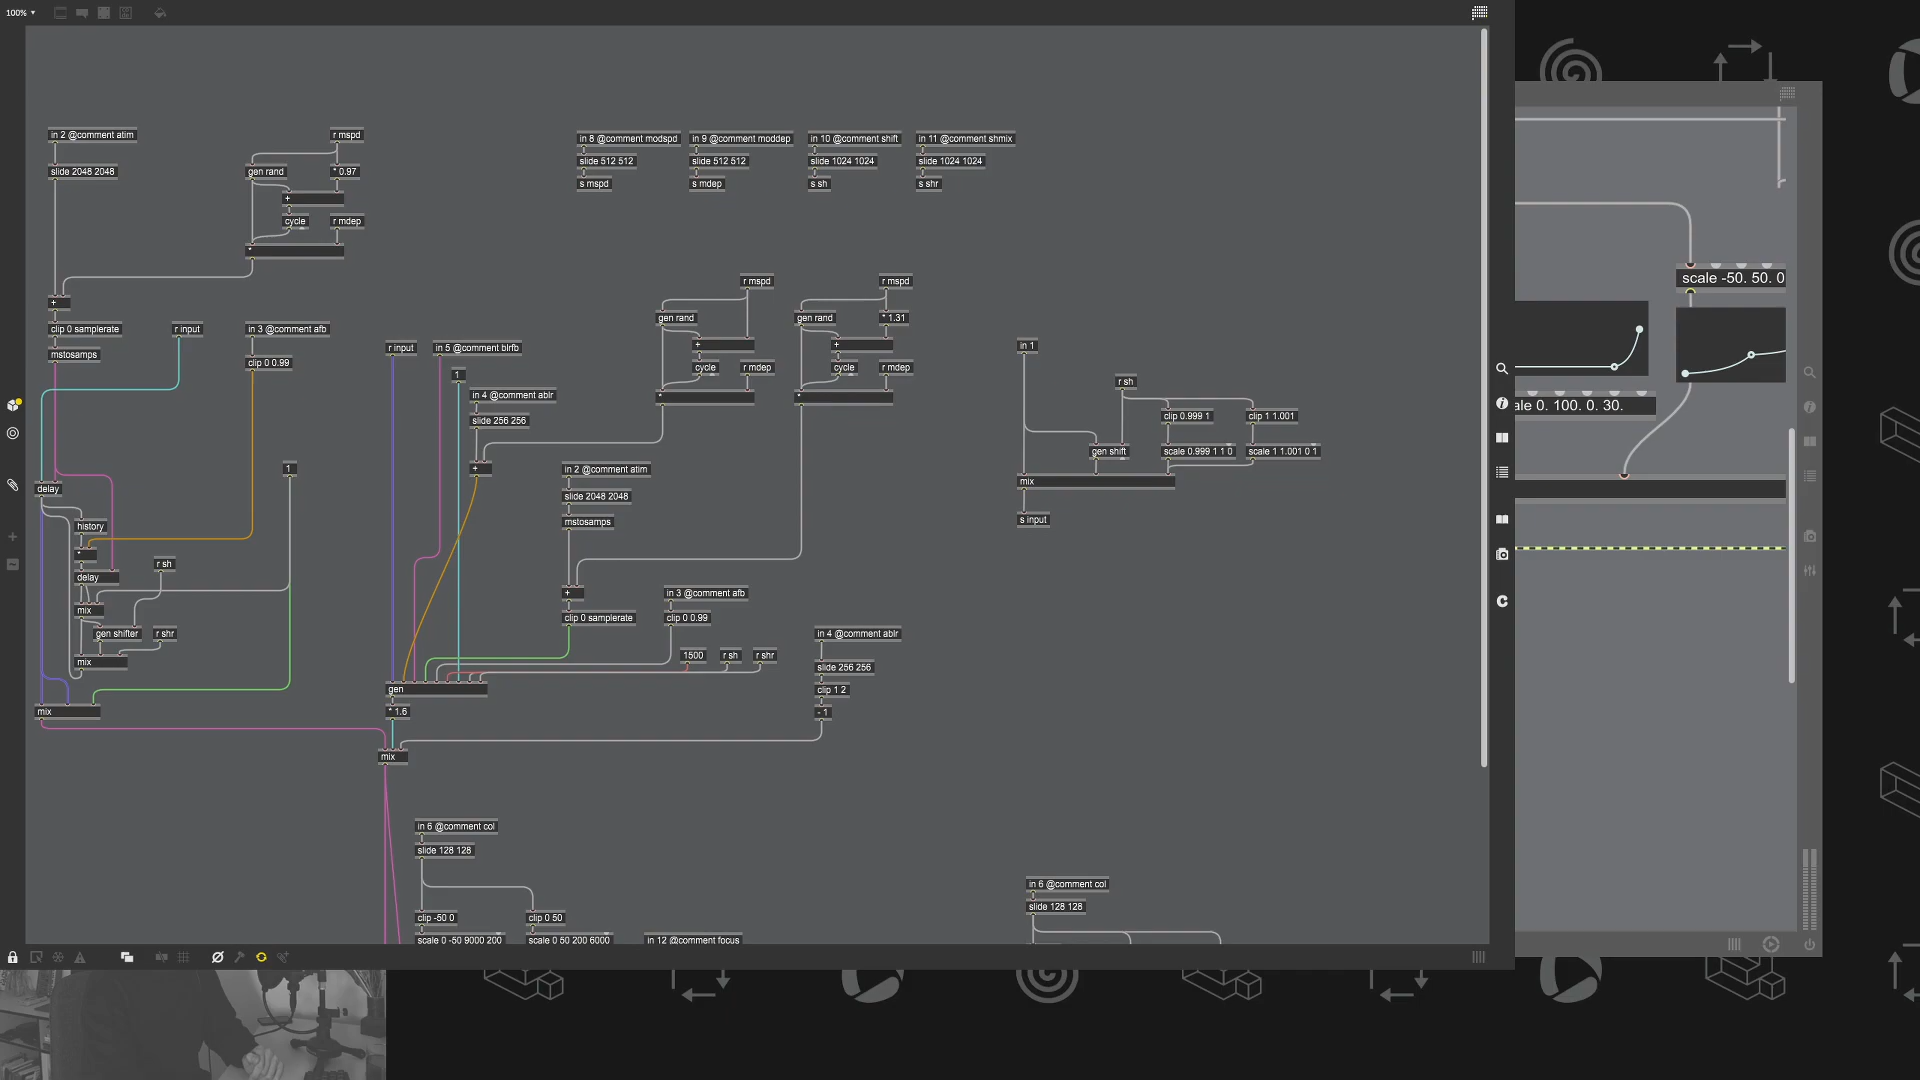 100%
in 2 @comment atim
r mspd
slide 2048 2048
gen rand
* 0.97
+
cycle
r mdep
*
+
clip 0 samplerate
r input
in 3 @comment afb
mstosamps
clip 0 0.99
1
delay
history
*
delay
r sh
mix
gen shifter
r shr
mix
mix
in 8 @comment modspd
in 9 @comment moddep
in 10 @comment shift
in 11 @comment shmix
slide 512 512
slide 512 512
slide 1024 1024
slide 1024 1024
s mspd
s mdep
s sh
s shr
r mspd
r mspd
gen rand
gen rand
* 1.31
+
+
cycle
r mdep
cycle
r mdep
*
*
r input
in 5 @comment blrfb
1
in 4 @comment ablr
slide 256 256
+
in 2 @comment atim
slide 2048 2048
mstosamps
+
in 3 @comment afb
clip 0 samplerate
clip 0 0.99
1500
r sh
r shr
gen
* 1.6
mix
in 4 @comment ablr
slide 256 256
clip 1 2
- 1
in 1
r sh
clip 0.999 1
clip 1 1.001
gen shift
scale 0.999 1 1 0
scale 1 1.001 0 1
mix
s input
in 6 @comment col
slide 128 128
clip -50 0
clip 0 50
scale 0 -50 9000 200
scale 0 50 200 6000
in 12 @comment focus
in 6 @comment col
slide 128 128
scale -50. 50. 0
ale 0. 100. 0. 30.